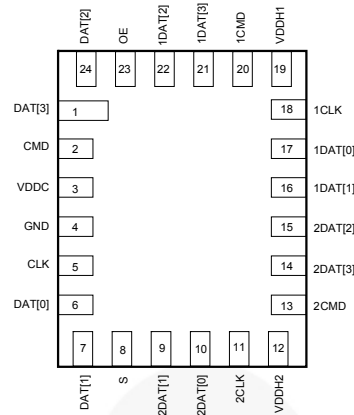 DAT[2]
OE
1DAT[2]
1DAT[3]
1CMD
VDDH1
24
23
22
21
20
19
DAT[3]
1
18
1CLK
CMD
2
17
1DAT[0]
VDDC
3
16
1DAT[1]
GND
4
15
2DAT[2]
CLK
5
14
2DAT[3]
DAT[0]
6
13
2CMD
7
8
9
10
11
12
DAT[1]
S
2DAT[1]
2DAT[0]
2CLK
VDDH2